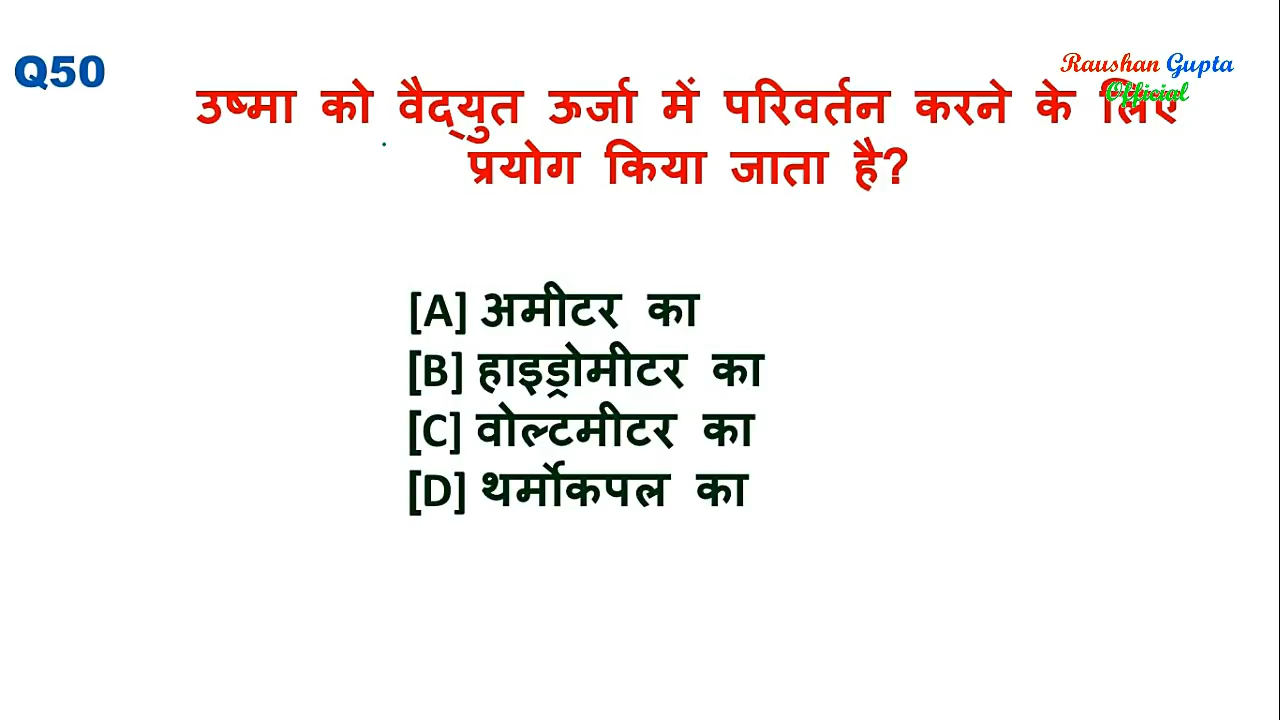 Q50
Raushan Gupta
Official
उष्मा को वैद्युत ऊर्जा में परिवर्तन करने के लिए
प्रयोग किया जाता है?
[A] अमीटर का
[B] हाइड्रोमीटर का
[C] वोल्टमीटर का
[D] थर्मोकपल का